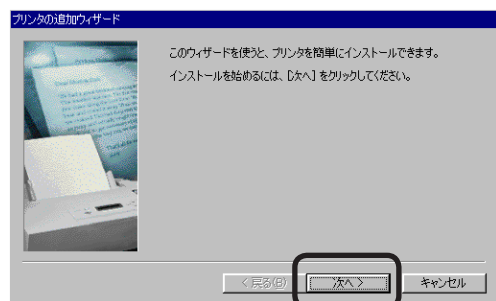 プリンタの追加ウィザード
このウィザードを使うと、プリンタを簡単にインストールできます。
インストールを始めるには、[次へ] をクリックしてください。
< 戻る(B)
次へ >
キャンセル